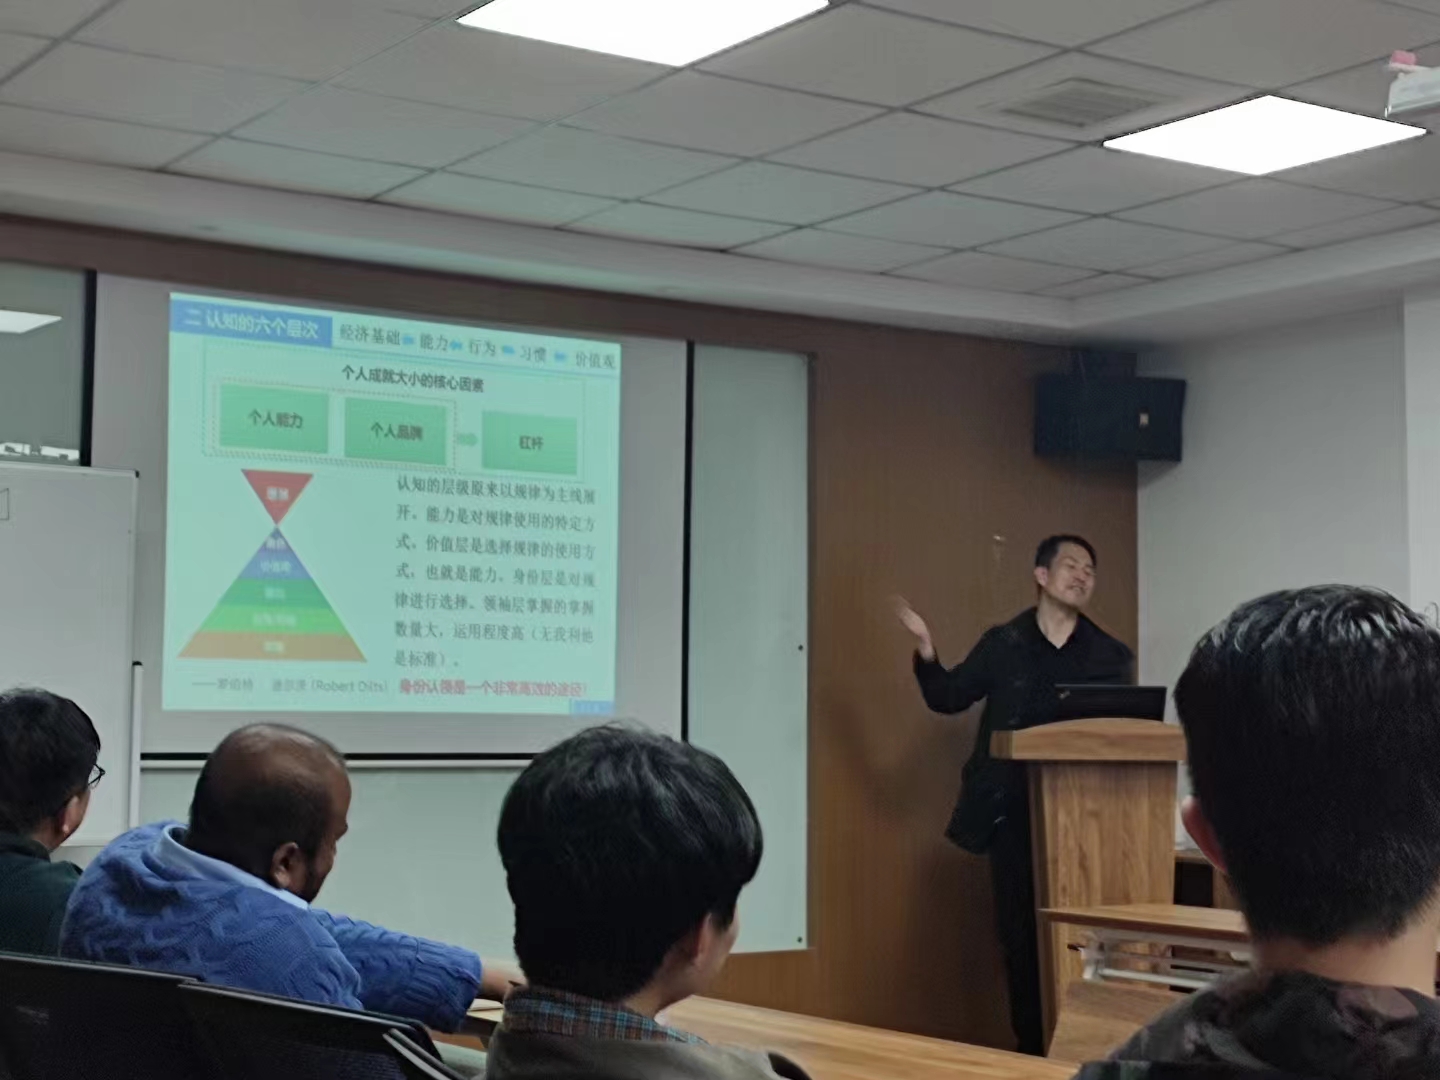 二 认知的六个层次
经济基础 能力 行为 习惯 价值观
个人成就大小的核心因素
个人能力 个人品牌 杠杆
认知的层级原来以规律为主线展
开。能力是对规律使用的特定方
式。价值层是选择规律的使用方
式，也就是能力。身份层是对规
律进行选择。领袖层掌握的掌握
数量大，运用程度高（无我利他
是标准）。
(Robert Dilts)
身份认领是一个非常高效的途径！